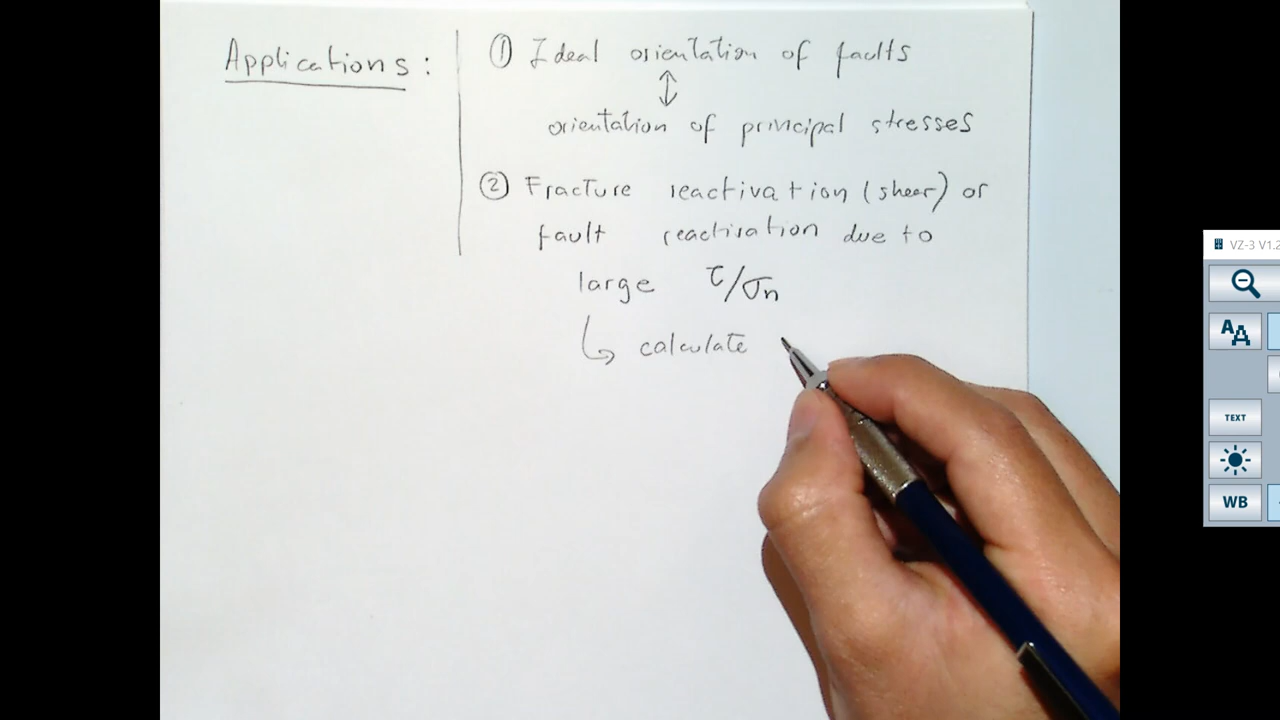 Applications:
① Ideal orientation of faults
↕
orientation of principal stresses
② Fracture reactivation (shear) or
fault reactivation due to
large τ/σn
↳ calculate
VZ-3 V1.2
AA
TEXT
WB